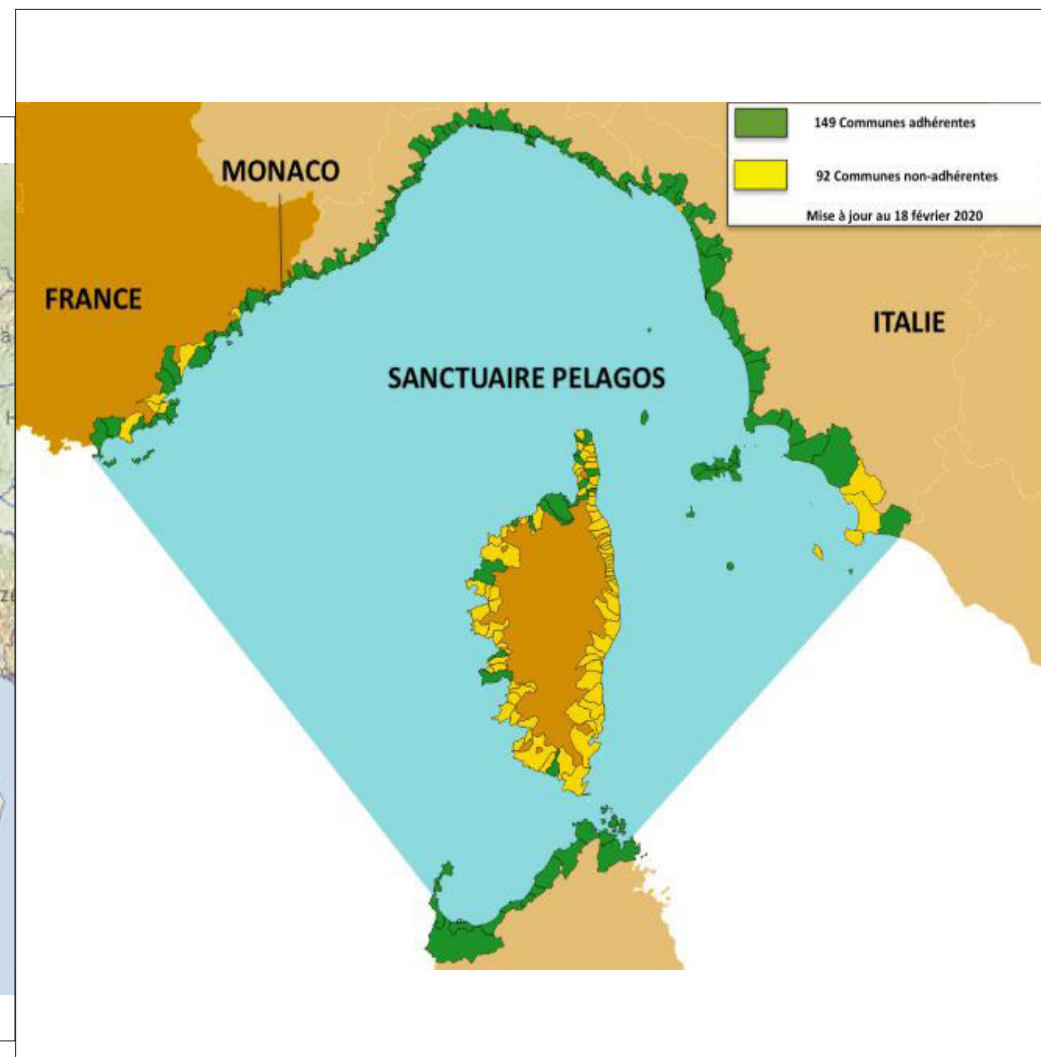 149 Communes adhérentes
92 Communes non-adhérentes
Mise à jour au 18 février 2020
MONACO
FRANCE
ITALIE
SANCTUAIRE PELAGOS